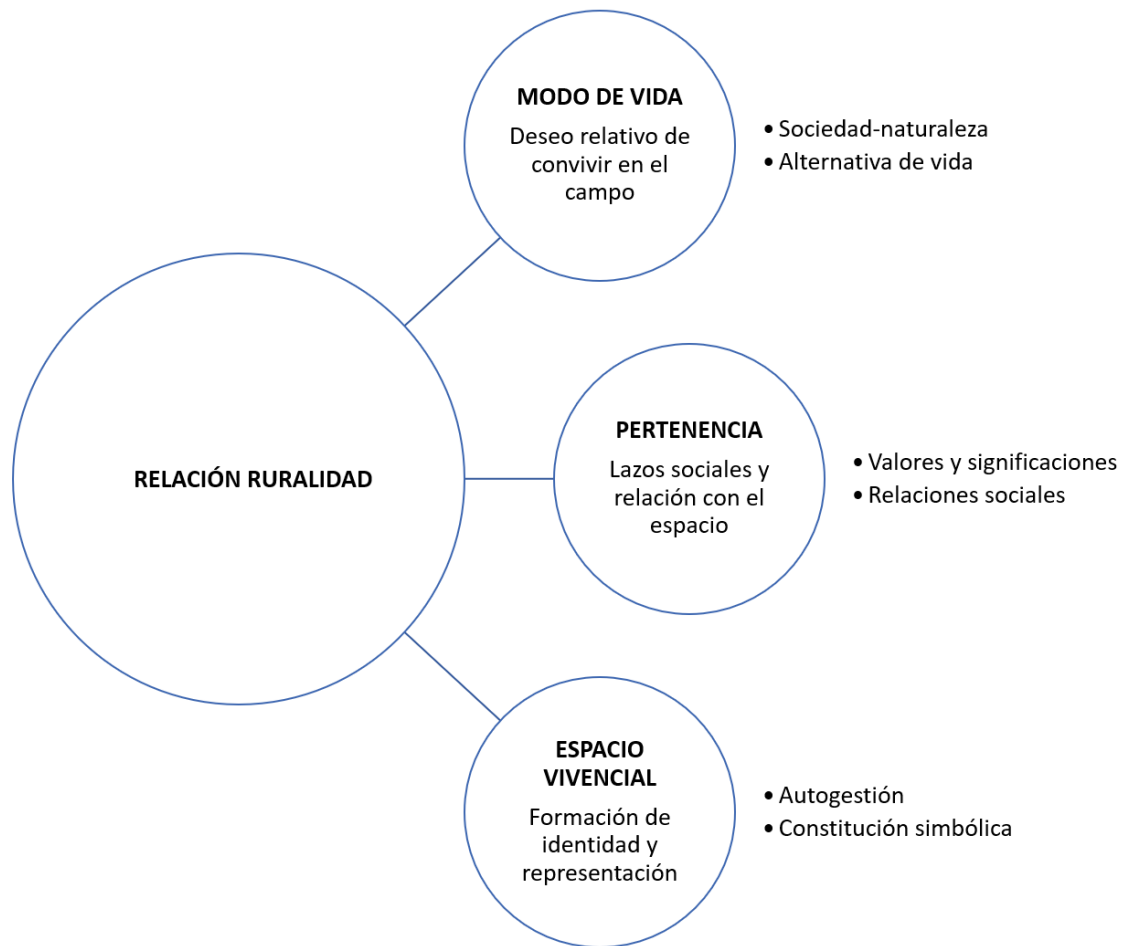 MODO DE VIDA
Deseo relativo de
convivir en el
campo
• Sociedad-naturaleza
• Alternativa de vida
RELACIÓN RURALIDAD
PERTENENCIA
Lazos sociales y
relación con el
espacio
• Valores y significaciones
• Relaciones sociales
ESPACIO
VIVENCIAL
Formación de
identidad y
representación
• Autogestión
• Constitución simbólica